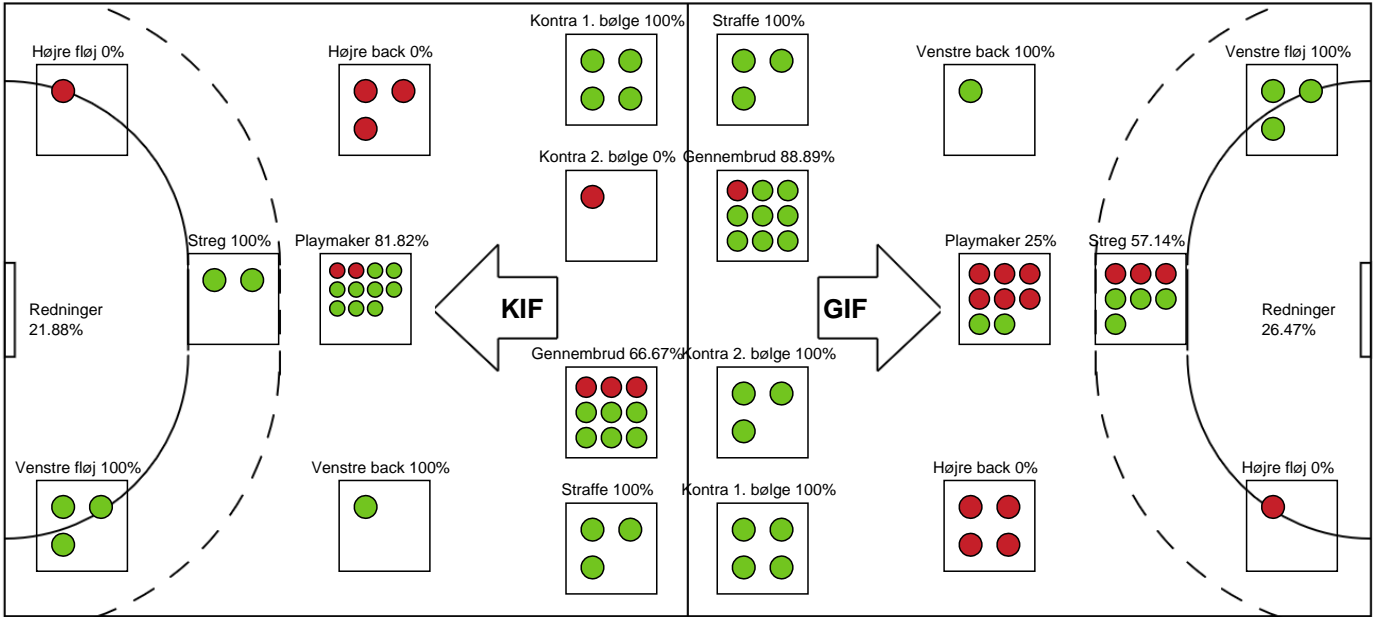 Kontra 1. bølge 100%
Straffe 100%
Højre fløj 0%
Højre back 0%
Venstre back 100%
Venstre fløj 100%
Kontra 2. bølge 0%
Gennembrud 88.89%
Streg 100%
Playmaker 81.82%
Playmaker 25%
Streg 57.14%
Redninger
21.88%
KIF
GIF
Redninger
26.47%
Gennembrud 66.67%
Kontra 2. bølge 100%
Venstre fløj 100%
Venstre back 100%
Straffe 100%
Kontra 1. bølge 100%
Højre back 0%
Højre fløj 0%